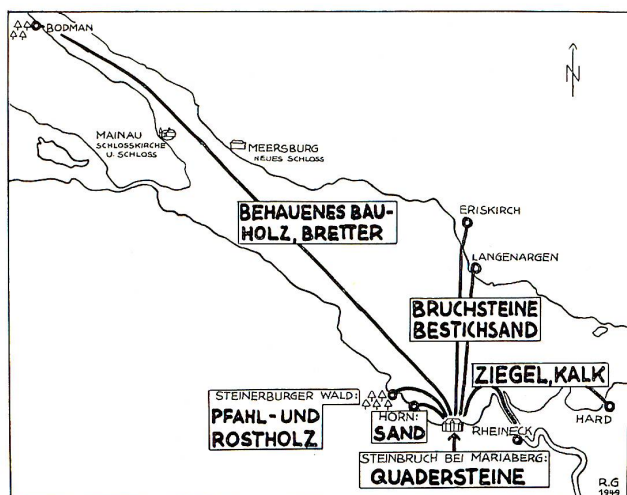 BODMAN
N
MAINAU
SCHLOSSKIRCHE
U. SCHLOSS
MEERSBURG
NEUES SCHLOSS
BEHAUENES BAU-
HOLZ, BRETTER
ERISKIRCH
LANGENARGEN
BRUCHSTEINE
BESTICHSAND
ZIEGEL, KALK
STEINERBURGER WALD:
PFAHL- UND
ROSTHOLZ
HORN:
SAND
RHEINECK
HARD
STEINBRUCH BEI MARIABERG:
QUADERSTEINE
R.G
1949